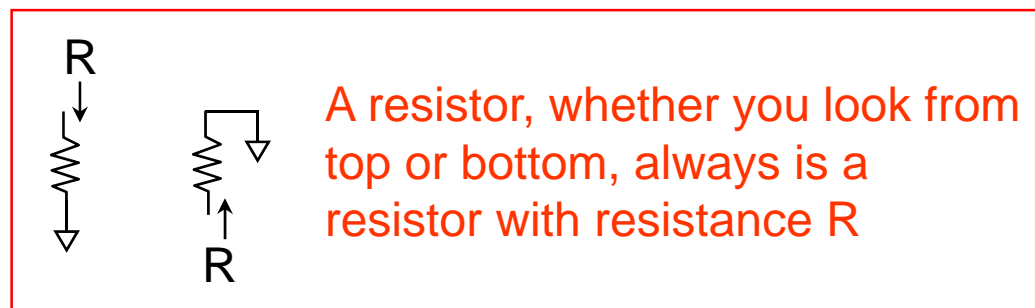 R
R
A resistor, whether you look from
top or bottom, always is a
resistor with resistance R